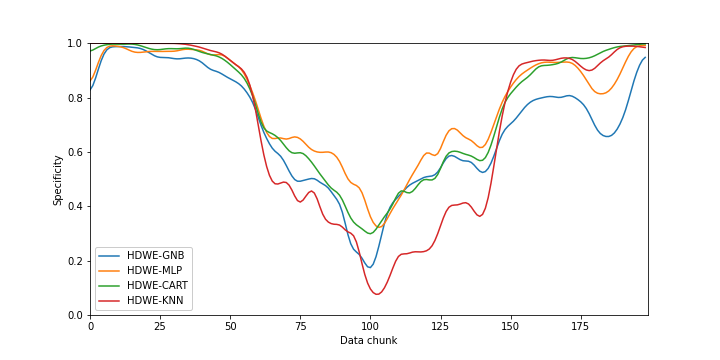 1.0
0.8
0.6
0.4
0.2
0.0
Specificity
HDWE-GNB
HDWE-MLP
HDWE-CART
HDWE-KNN
0 25 50 75 100 125 150 175
Data chunk